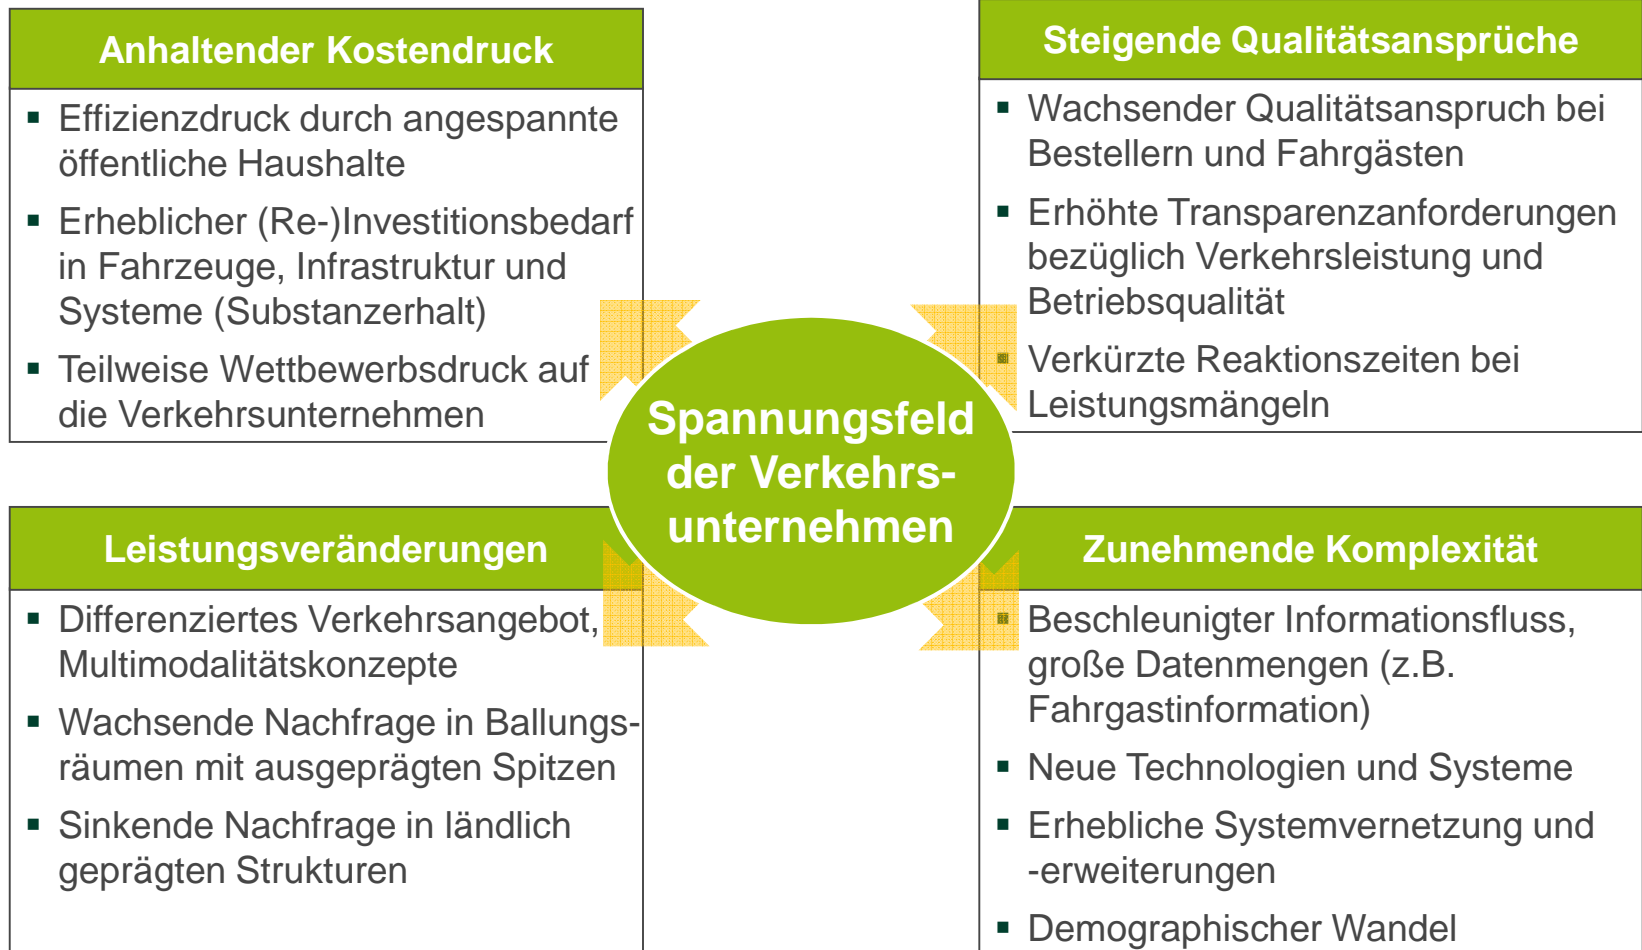 Anhaltender Kostendruck
▪ Effizienzdruck durch angespannte
öffentliche Haushalte
▪ Erheblicher (Re-)Investitionsbedarf
in Fahrzeuge, Infrastruktur und
Systeme (Substanzerhalt)
▪ Teilweise Wettbewerbsdruck auf
die Verkehrsunternehmen
Steigende Qualitätsansprüche
▪ Wachsender Qualitätsanspruch bei
Bestellern und Fahrgästen
▪ Erhöhte Transparenzanforderungen
bezüglich Verkehrsleistung und
Betriebsqualität
▪ Verkürzte Reaktionszeiten bei
Leistungsmängeln
Spannungsfeld
der Verkehrs-
unternehmen
Leistungsveränderungen
▪ Differenziertes Verkehrsangebot,
Multimodalitätskonzepte
▪ Wachsende Nachfrage in Ballungs-
räumen mit ausgeprägten Spitzen
▪ Sinkende Nachfrage in ländlich
geprägten Strukturen
Zunehmende Komplexität
▪ Beschleunigter Informationsfluss,
große Datenmengen (z.B.
Fahrgastinformation)
▪ Neue Technologien und Systeme
▪ Erhebliche Systemvernetzung und
-erweiterungen
▪ Demographischer Wandel